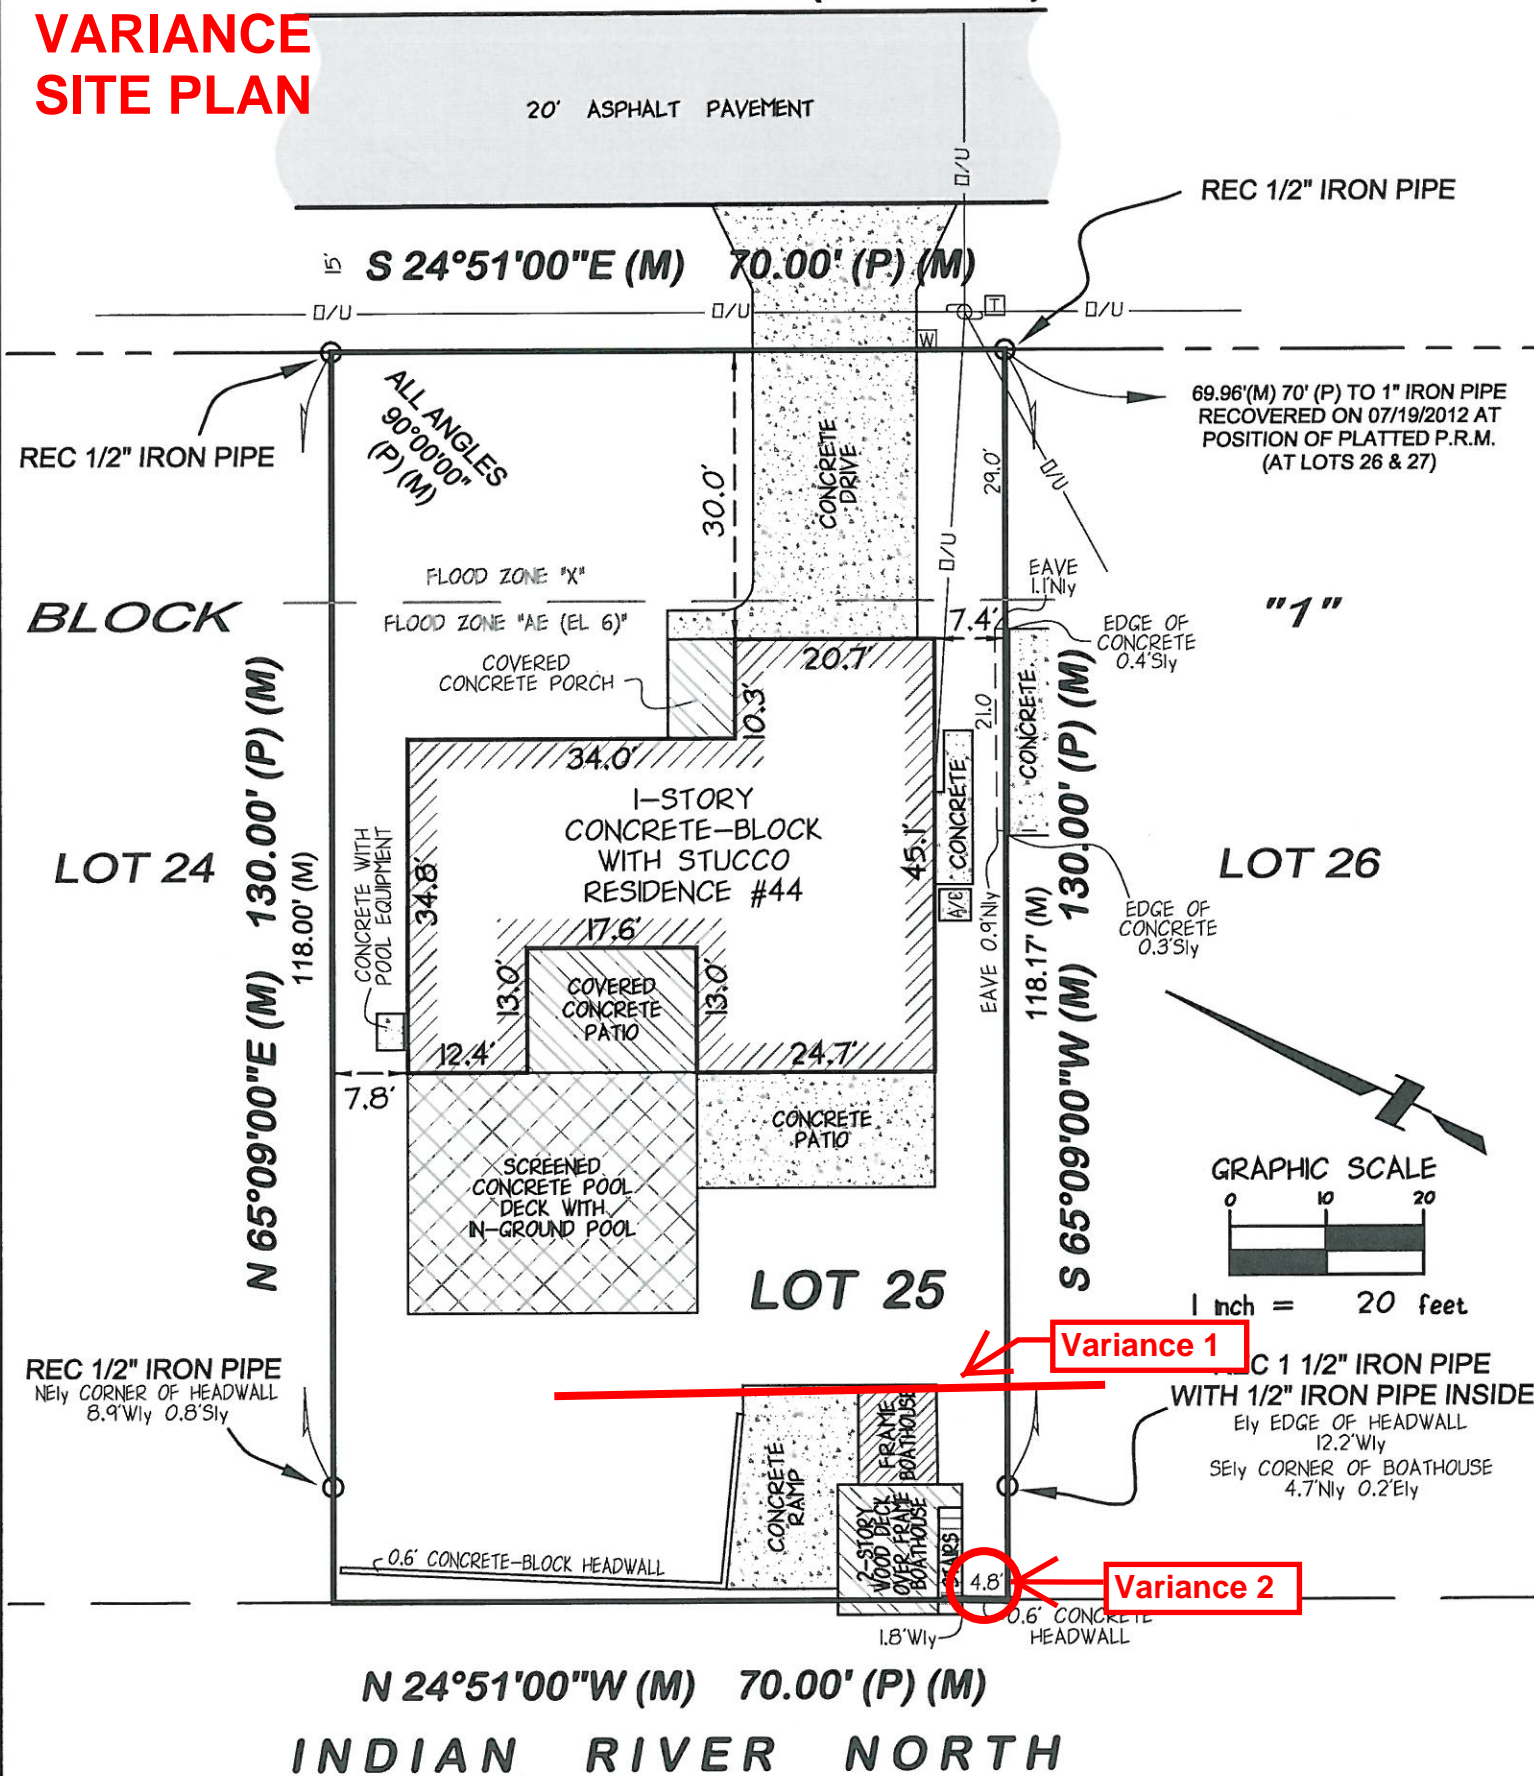 VARIANCE
SITE PLAN
20' ASPHALT PAVEMENT
O/U
REC 1/2" IRON PIPE
15'
S 24°51'00"E (M) 70.00' (P) (M)
O/U
O/U
T
O/U
W
REC 1/2" IRON PIPE
ALL ANGLES
90°00'00"
(P) (M)
30.0'
CONCRETE
DRIVE
29.0'
O/U
O/U
69.96'(M) 70' (P) TO 1" IRON PIPE
RECOVERED ON 07/19/2012 AT
POSITION OF PLATTED P.R.M.
(AT LOTS 26 & 27)
FLOOD ZONE "X"
FLOOD ZONE "AE (EL 6)"
EAVE
1.1'Nly
BLOCK
"1"
7.4'
EDGE OF
CONCRETE
0.4'Sly
COVERED
CONCRETE PORCH
20.7'
10.3'
21.0
CONCRETE
34.0'
1-STORY
CONCRETE-BLOCK
WITH STUCCO
RESIDENCE #44
45.1'
CONCRETE
A/C
LOT 24
N 65°09'00"E (M) 130.00' (P) (M)
118.00' (M)
CONCRETE WITH
POOL EQUIPMENT
34.8'
LOT 26
S 65°09'00"W (M) 130.00' (P) (M)
118.17' (M)
EAVE 0.9'Nly
EDGE OF
CONCRETE
0.3'Sly
17.6'
13.0'
COVERED
CONCRETE
PATIO
13.0'
12.4'
24.7'
7.8'
CONCRETE
PATIO
SCREENED
CONCRETE POOL
DECK WITH
IN-GROUND POOL
GRAPHIC SCALE
0 10 20
1 inch = 20 feet
LOT 25
Variance 1
REC 1/2" IRON PIPE
NEly CORNER OF HEADWALL
8.9'Wly 0.8'Sly
C 1 1/2" IRON PIPE
WITH 1/2" IRON PIPE INSIDE
Ely EDGE OF HEADWALL
12.2'Wly
SEly CORNER OF BOATHOUSE
4.7'Nly 0.2'Ely
CONCRETE
RAMP
FRAME
BOATHOUSE
2-STORY
WOOD DECK
OVER FRAME
BOATHOUSE
STAIRS
0.6' CONCRETE-BLOCK HEADWALL
4.8'
Variance 2
0.6' CONCRETE
HEADWALL
1.8'Wly
N 24°51'00"W (M) 70.00' (P) (M)
INDIAN RIVER NORTH